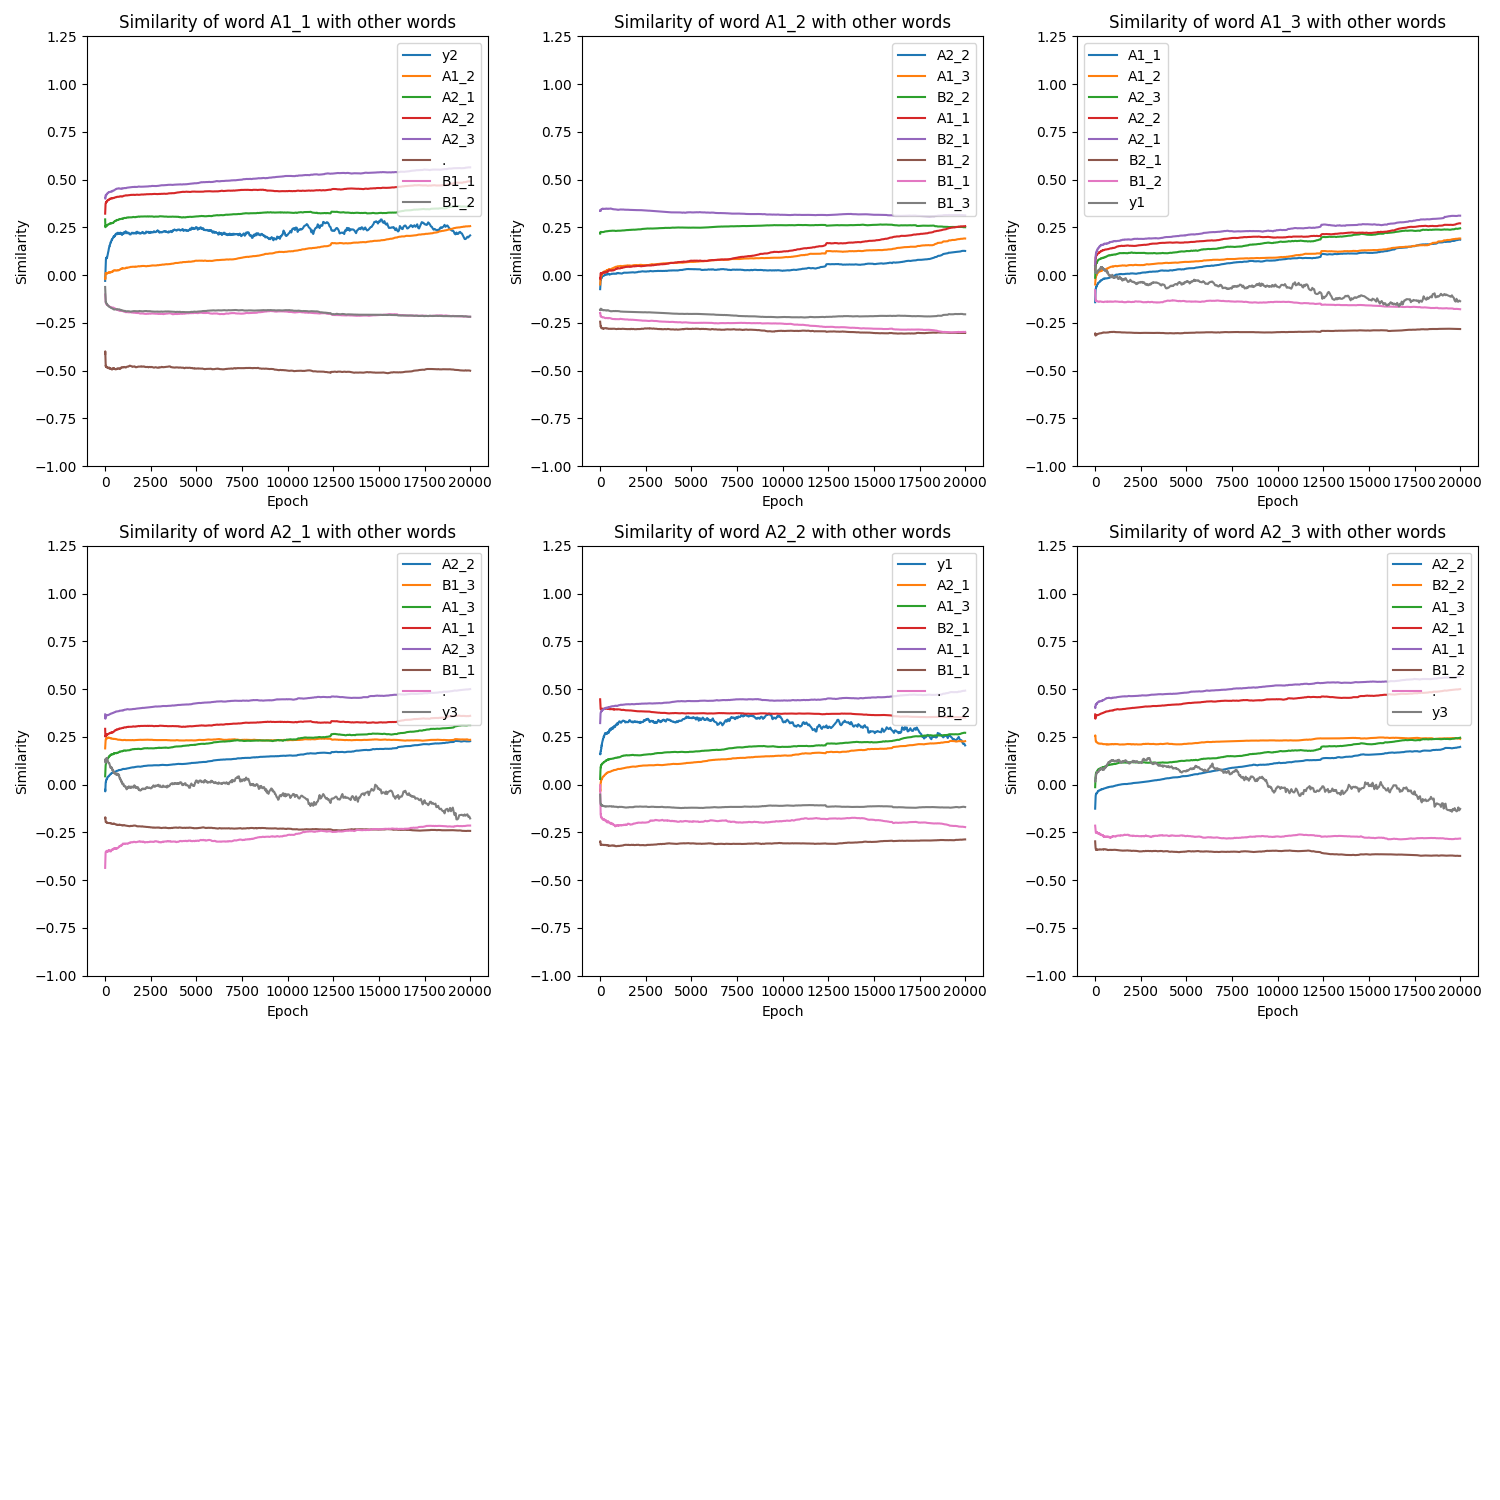 Similarity of word A1_1 with other words
1.25
1.00
0.75
0.50
0.25
0.00
−0.25
−0.50
−0.75
−1.00
Similarity
0 2500 5000 7500 10000 12500 15000 17500 20000
Epoch
y2
A1_2
A2_1
A2_2
A2_3
.
B1_1
B1_2
Similarity of word A1_2 with other words
1.25
1.00
0.75
0.50
0.25
0.00
−0.25
−0.50
−0.75
−1.00
Similarity
0 2500 5000 7500 10000 12500 15000 17500 20000
Epoch
A2_2
A1_3
B2_2
A1_1
B2_1
B1_2
B1_1
B1_3
Similarity of word A1_3 with other words
1.25
1.00
0.75
0.50
0.25
0.00
−0.25
−0.50
−0.75
−1.00
Similarity
0 2500 5000 7500 10000 12500 15000 17500 20000
Epoch
A1_1
A1_2
A2_3
A2_2
A2_1
B2_1
B1_2
y1
Similarity of word A2_1 with other words
1.25
1.00
0.75
0.50
0.25
0.00
−0.25
−0.50
−0.75
−1.00
Similarity
0 2500 5000 7500 10000 12500 15000 17500 20000
Epoch
A2_2
B1_3
A1_3
A1_1
A2_3
B1_1
.
y3
Similarity of word A2_2 with other words
1.25
1.00
0.75
0.50
0.25
0.00
−0.25
−0.50
−0.75
−1.00
Similarity
0 2500 5000 7500 10000 12500 15000 17500 20000
Epoch
y1
A2_1
A1_3
B2_1
A1_1
B1_1
.
B1_2
Similarity of word A2_3 with other words
1.25
1.00
0.75
0.50
0.25
0.00
−0.25
−0.50
−0.75
−1.00
Similarity
0 2500 5000 7500 10000 12500 15000 17500 20000
Epoch
A2_2
B2_2
A1_3
A2_1
A1_1
B1_2
.
y3